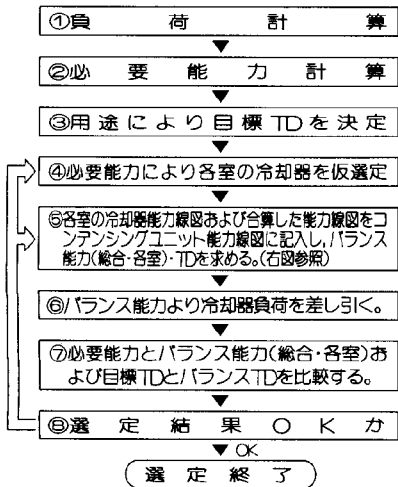 ①負荷計算
②必要能力計算
③用途により目標TDを決定
④必要能力により各室の冷却器を仮選定
⑤各室の冷却器能力線図および合算した能力線図をコ
ンデンシングユニット能力線図に記入し,バランス
能力(総合・各室)・TDを求める。(右図参照)
⑥バランス能力より冷却器負荷を差し引く。
⑦必要能力とバランス能力(総合・各室)お
よび目標TDとバランスTDを比較する。
⑧選定結果OKか
OK
選定終了